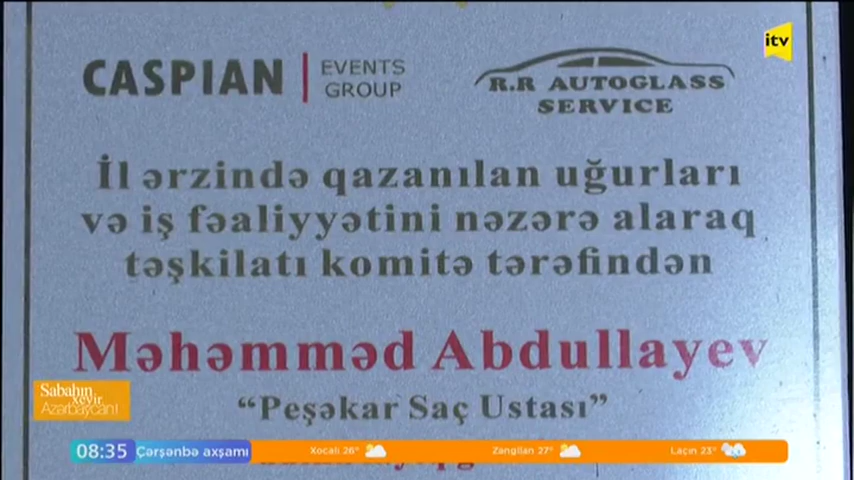 itv
CASPIAN
EVENTS
GROUP
R.R AUTOGLASS
SERVICE
İl ərzində qazanılan uğurları
və iş fəaliyyətini nəzərə alaraq
təşkilatı komitə tərəfindən
Məhəmməd Abdullayev
“Peşəkar Saç Ustası”
Sabahın
xeyir
Azərbaycan!
08:35 Çərşənbə axşamı Xocalı 26° Zəngilan 27° Laçın 23°